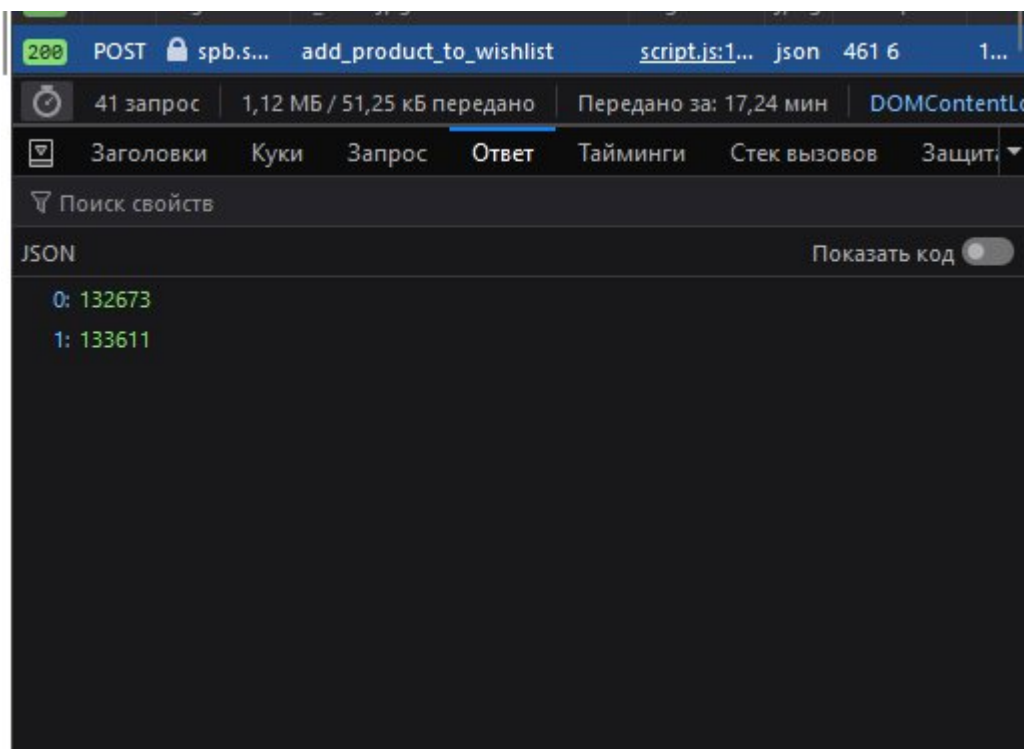 200 POST spb.s... add_product_to_wishlist script.js:1... json 461 б 1...
41 запрос 1,12 МБ / 51,25 кБ передано Передано за: 17,24 мин DOMContentLo
Заголовки Куки Запрос Ответ Тайминги Стек вызовов Защита
Поиск свойств
JSON Показать код
0: 132673
1: 133611